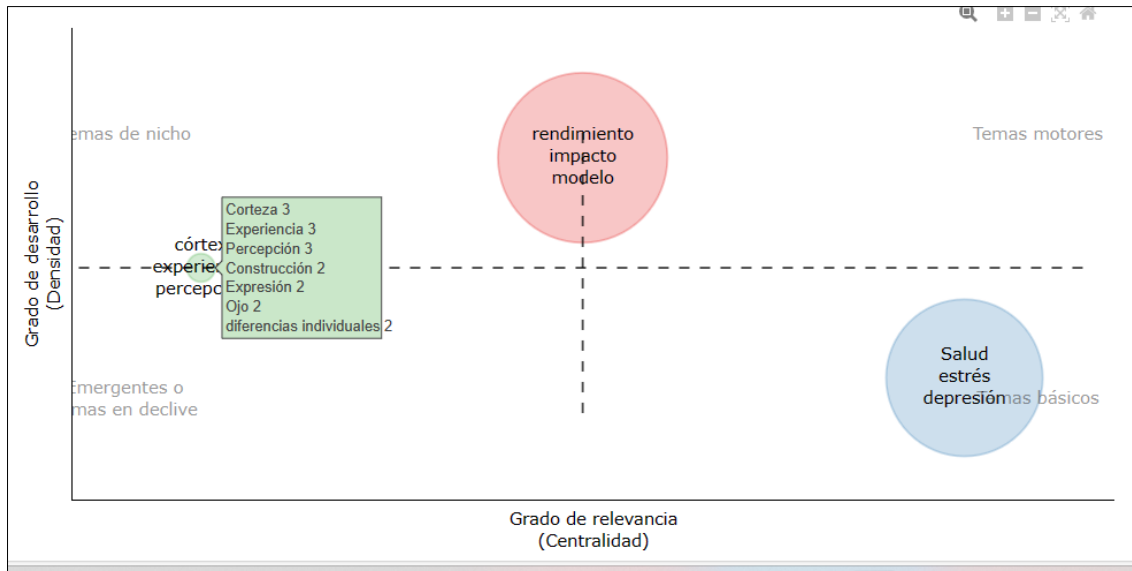 emas de nicho
rendimiento
impacto
modelo
Temas motores
Grado de desarrollo
(Densidad)
córte
experie
percepc
Corteza 3
Experiencia 3
Percepción 3
Construcción 2
Expresión 2
Ojo 2
diferencias individuales 2
Emergentes o
mas en declive
Salud
estrés
depresión
Temas básicos
Grado de relevancia
(Centralidad)